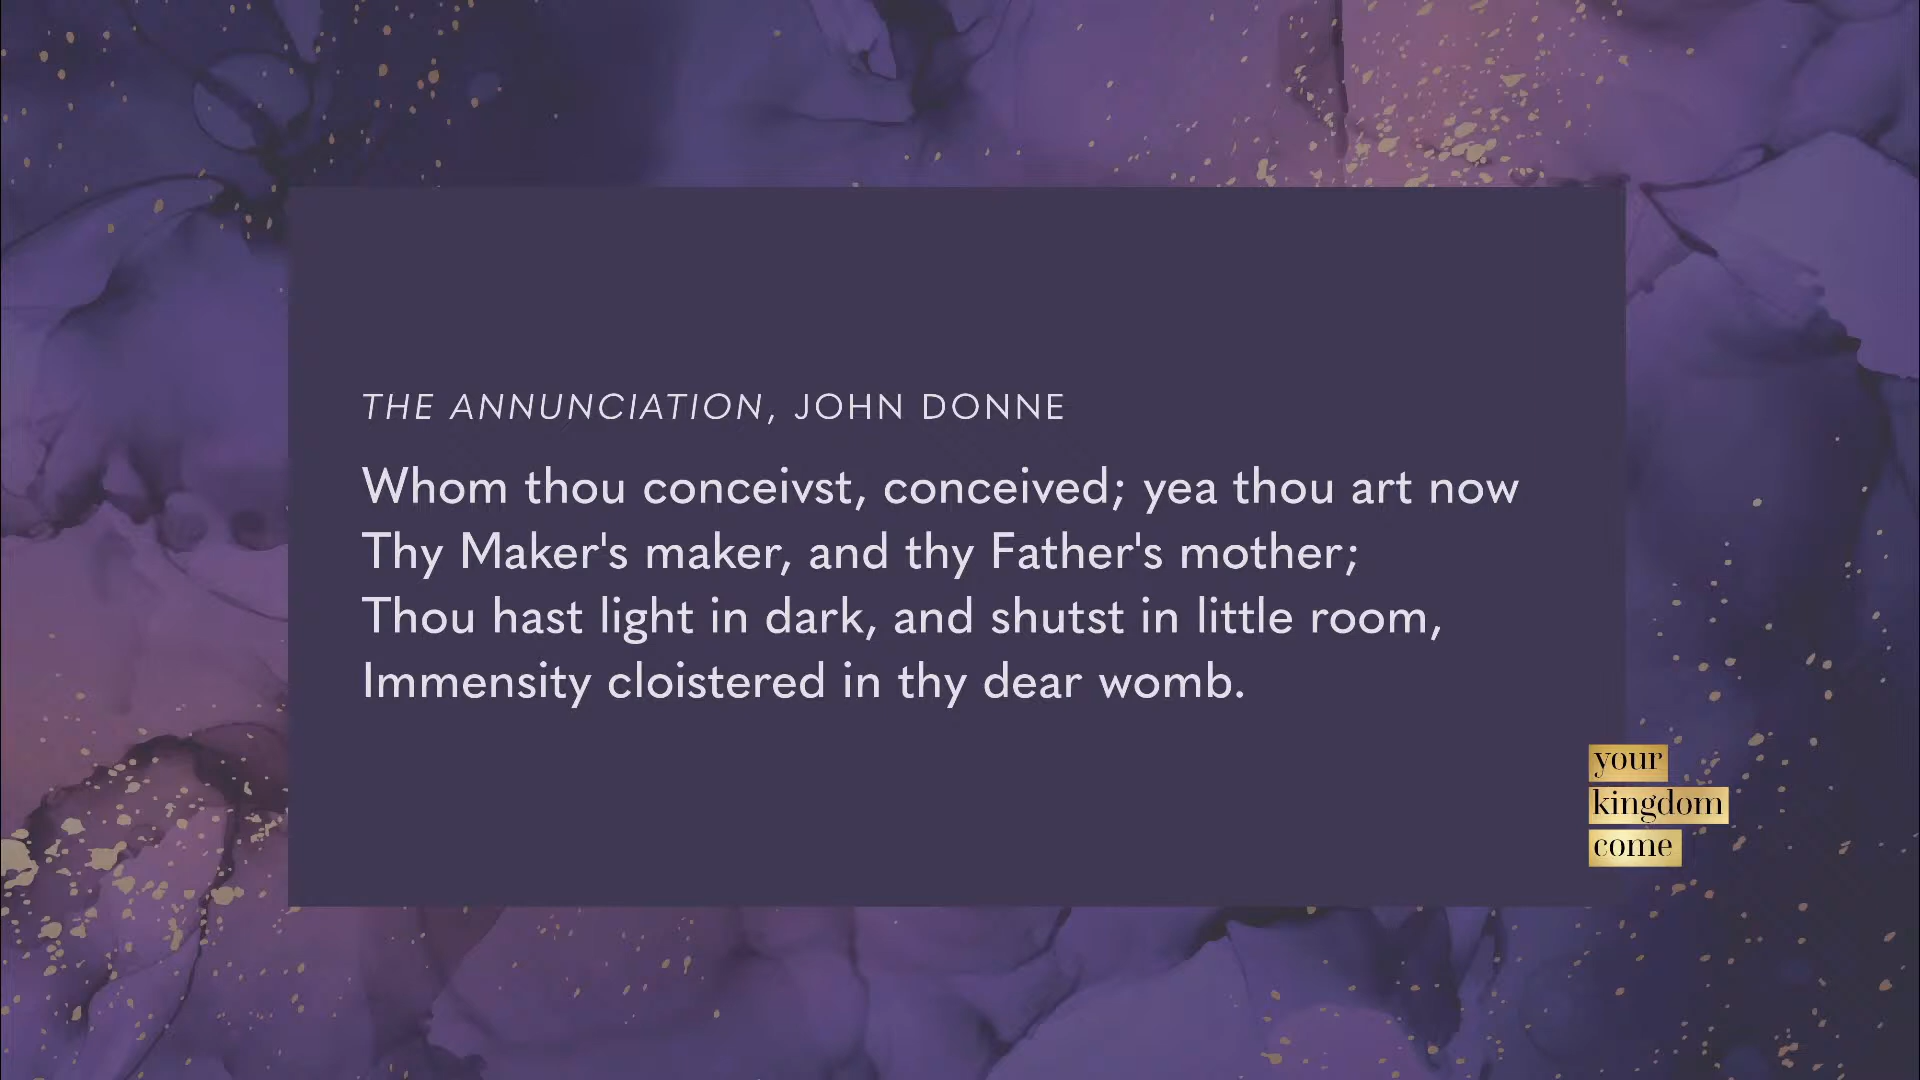 THE ANNUNCIATION, JOHN DONNE
Whom thou conceivst, conceived; yea thou art now
Thy Maker's maker, and thy Father's mother;
Thou hast light in dark, and shutst in little room,
Immensity cloistered in thy dear womb.
your
kingdom
come